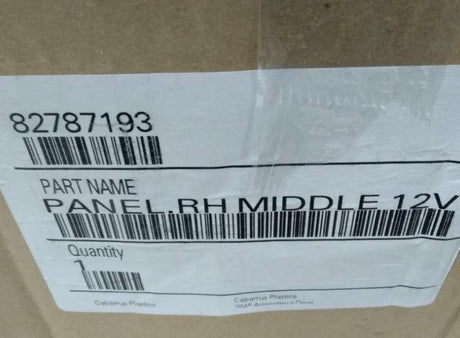 82787193
PART NAME
PANEL.RH MIDDLE 12V
Quantity
1
Cabarrus Plastics Cabarrus Plastics